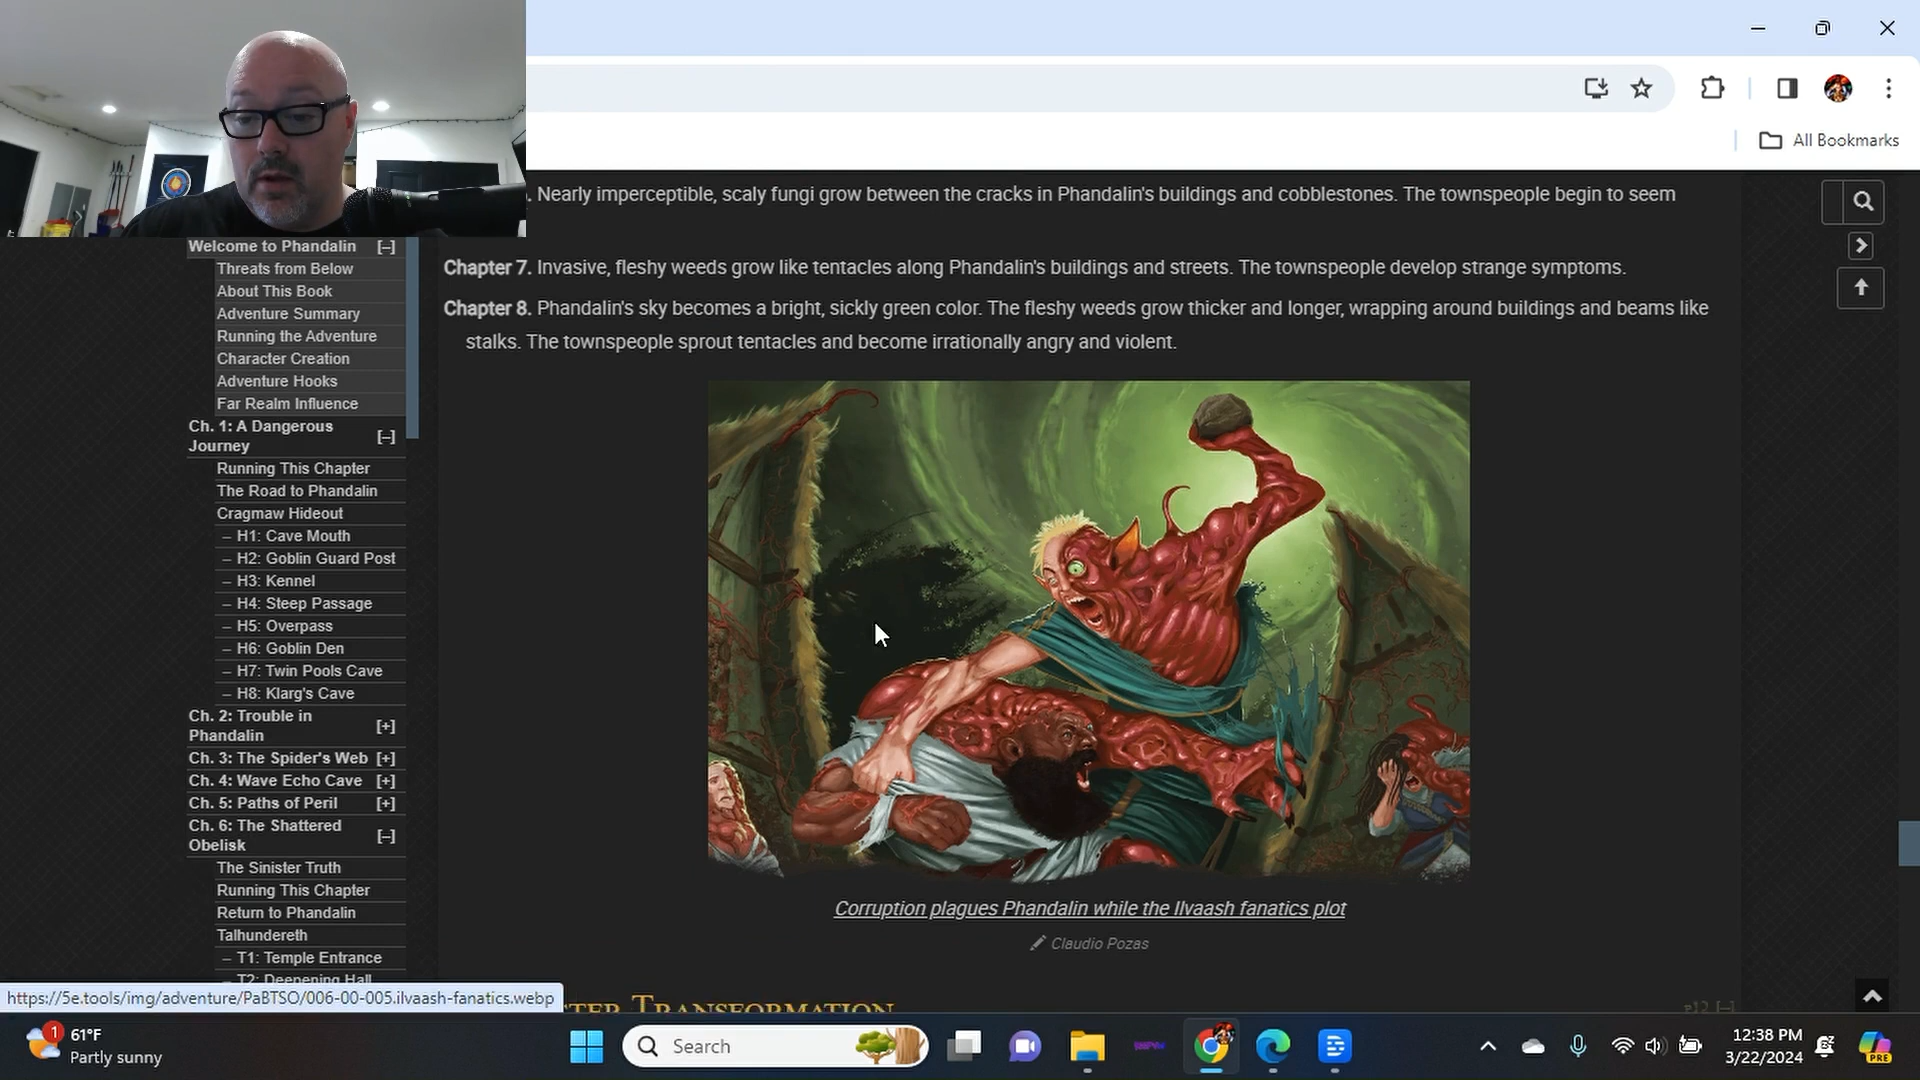 All Bookmarks
Nearly imperceptible, scaly fungi grow between the cracks in Phandalin's buildings and cobblestones. The townspeople begin to seem
Chapter 7. Invasive, fleshy weeds grow like tentacles along Phandalin's buildings and streets. The townspeople develop strange symptoms.
Chapter 8. Phandalin's sky becomes a bright, sickly green color. The fleshy weeds grow thicker and longer, wrapping around buildings and beams like
stalks. The townspeople sprout tentacles and become irrationally angry and violent.
Corruption plagues Phandalin while the Ilvaash fanatics plot
Claudio Pozas
TER TRANSFORMATION
p12 [–]
Welcome to Phandalin [–]
Threats from Below
About This Book
Adventure Summary
Running the Adventure
Character Creation
Adventure Hooks
Far Realm Influence
Ch. 1: A Dangerous
Journey [–]
Running This Chapter
The Road to Phandalin
Cragmaw Hideout
– H1: Cave Mouth
– H2: Goblin Guard Post
– H3: Kennel
– H4: Steep Passage
– H5: Overpass
– H6: Goblin Den
– H7: Twin Pools Cave
– H8: Klarg's Cave
Ch. 2: Trouble in
Phandalin [+]
Ch. 3: The Spider's Web [+]
Ch. 4: Wave Echo Cave [+]
Ch. 5: Paths of Peril [+]
Ch. 6: The Shattered
Obelisk [–]
The Sinister Truth
Running This Chapter
Return to Phandalin
Talhundereth
– T1: Temple Entrance
– T2: Deepening Hall
https://5e.tools/img/adventure/PaBTSO/006-00-005.ilvaash-fanatics.webp
1
61°F
Partly sunny
Search
12:38 PM
3/22/2024
PRE